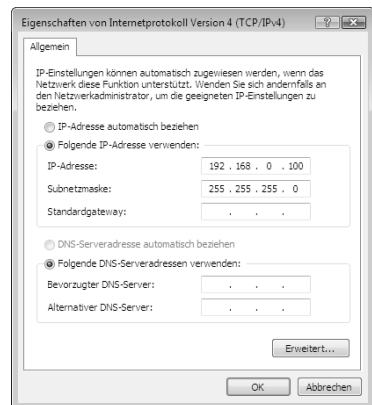 Eigenschaften von Internetprotokoll Version 4 (TCP/IPv4)
Allgemein
IP-Einstellungen können automatisch zugewiesen werden, wenn das
Netzwerk diese Funktion unterstützt. Wenden Sie sich andernfalls an
den Netzwerkadministrator, um die geeigneten IP-Einstellungen zu
beziehen.
IP-Adresse automatisch beziehen
Folgende IP-Adresse verwenden:
IP-Adresse: 192 . 168 . 0 . 100
Subnetzmaske: 255 . 255 . 255 . 0
Standardgateway: . . .
DNS-Serveradresse automatisch beziehen
Folgende DNS-Serveradressen verwenden:
Bevorzugter DNS-Server: . . .
Alternativer DNS-Server: . . .
Erweitert...
OK Abbrechen